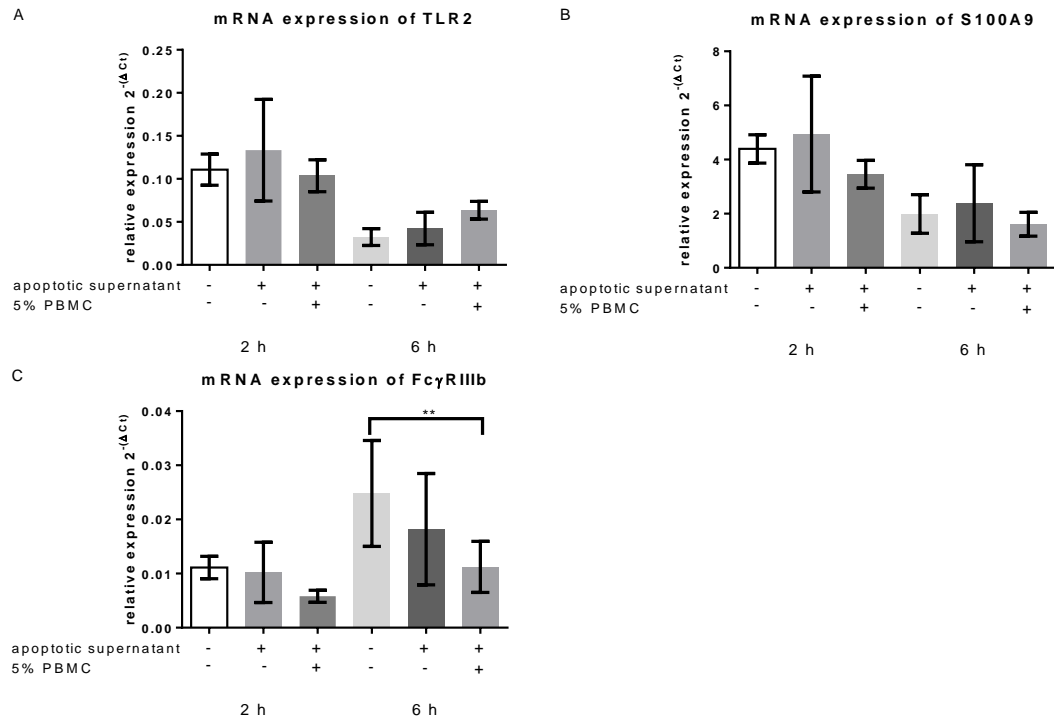 A
mRNA expression of TLR2
relative expression 2^-(ΔCt)
0.25
0.20
0.15
0.10
0.05
0.00
apoptotic supernatant - + + - + +
5% PBMC - - + - - +
2 h 6 h
B
mRNA expression of S100A9
relative expression 2^-(ΔCt)
8
6
4
2
0
apoptotic supernatant - + + - + +
5% PBMC - - + - - +
2 h 6 h
C
mRNA expression of FcγRIIIb
relative expression 2^-(ΔCt)
0.04
0.03
0.02
0.01
0.00
**
apoptotic supernatant - + + - + +
5% PBMC - - + - - +
2 h 6 h